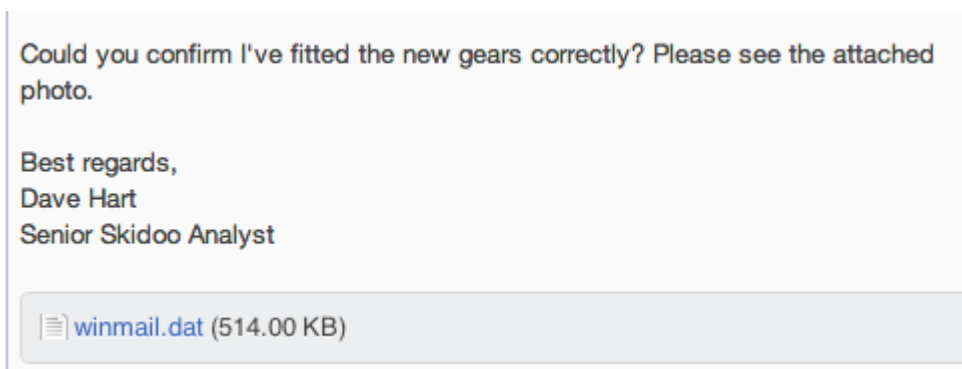 Could you confirm I've fitted the new gears correctly? Please see the attached
photo.
Best regards,
Dave Hart
Senior Skidoo Analyst
winmail.dat (514.00 KB)